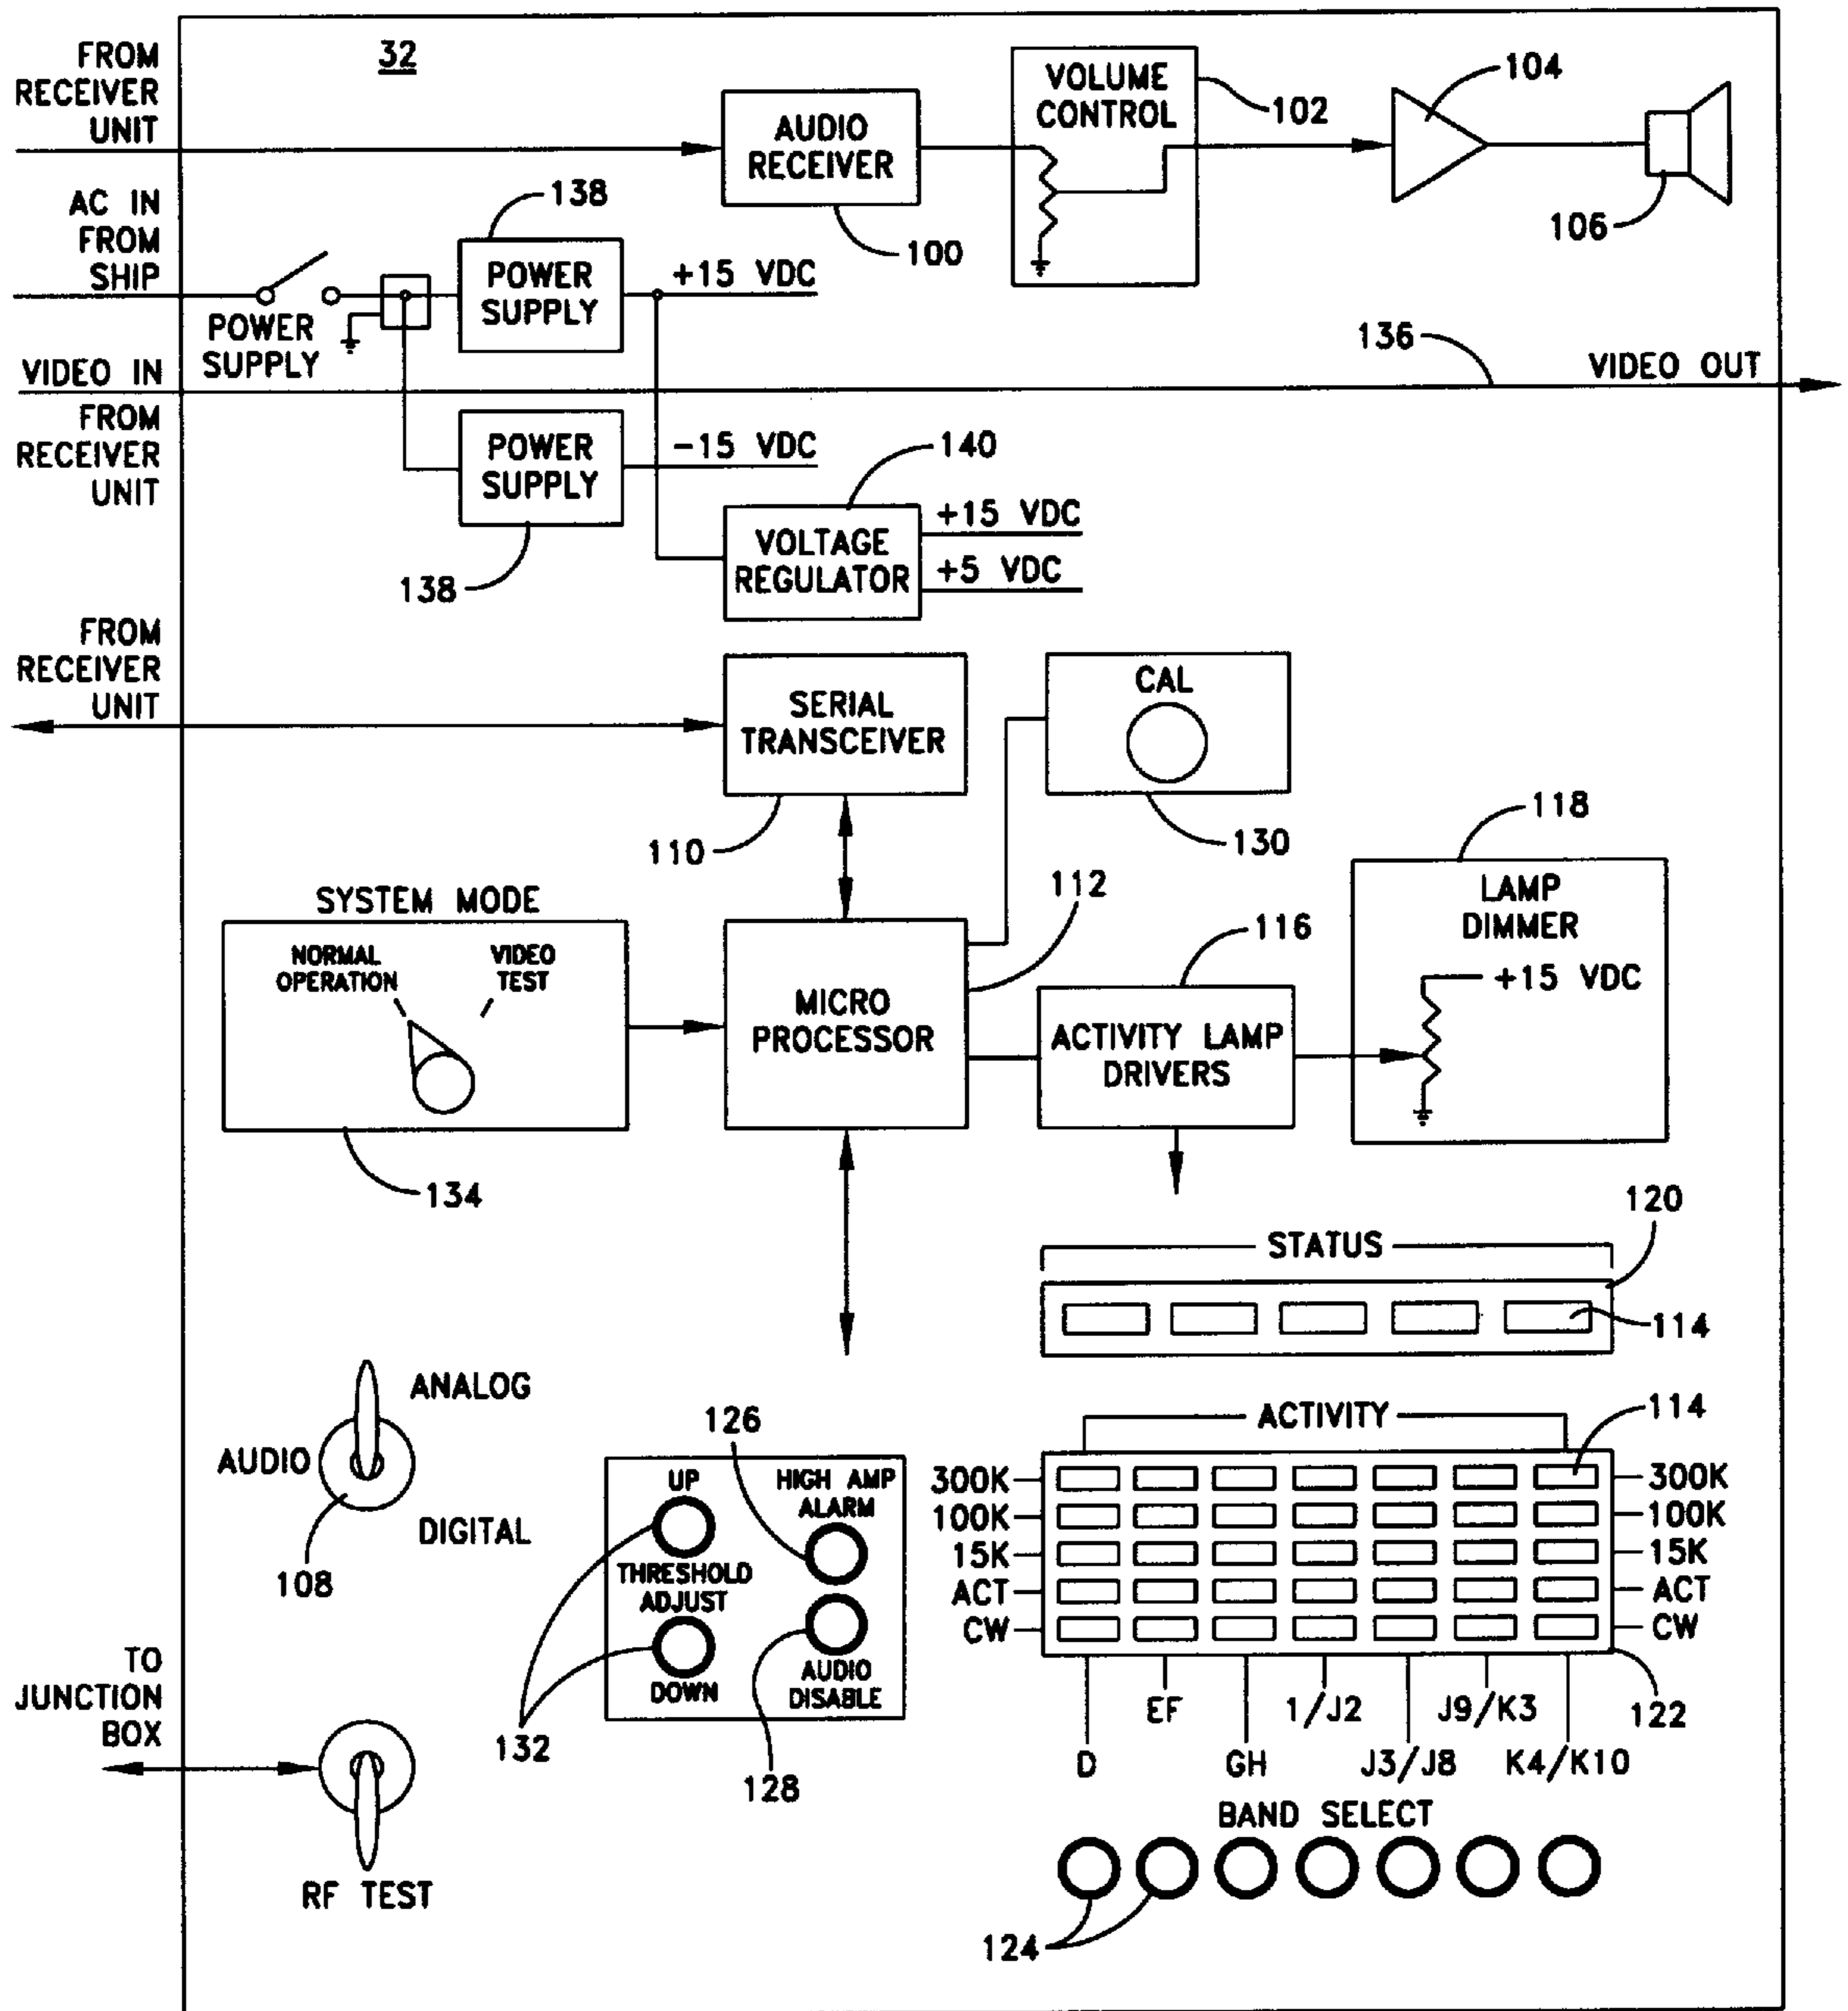 FROM
RECEIVER
UNIT
32
AUDIO
RECEIVER
100
VOLUME
CONTROL
102
104
106
AC IN
FROM
SHIP
POWER
SUPPLY
138
POWER
SUPPLY
+15 VDC
136
VIDEO IN
VIDEO OUT
FROM
RECEIVER
UNIT
POWER
SUPPLY
138
-15 VDC
140
VOLTAGE
REGULATOR
+15 VDC
+5 VDC
FROM
RECEIVER
UNIT
SERIAL
TRANSCEIVER
110
CAL
130
118
LAMP
DIMMER
+15 VDC
SYSTEM MODE
NORMAL
OPERATION
VIDEO
TEST
134
MICRO
PROCESSOR
112
116
ACTIVITY LAMP
DRIVERS
120
STATUS
114
ANALOG
AUDIO
DIGITAL
108
126
UP
THRESHOLD
ADJUST
DOWN
HIGH AMP
ALARM
AUDIO
DISABLE
132
128
ACTIVITY
114
300K 300K
100K 100K
15K 15K
ACT ACT
CW CW
122
EF 1/J2 J9/K3
D GH J3/J8 K4/K10
BAND SELECT
124
TO
JUNCTION
BOX
RF TEST